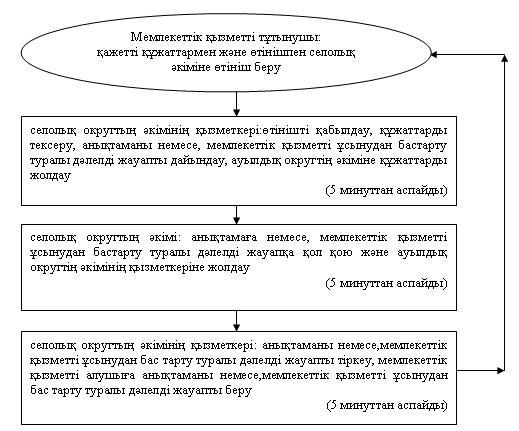 Мемлекеттік қызметті тұтынушы:
қажетті құжаттармен және өтінішпен селолық
әкіміне өтініш беру
селолық округтың әкімінің қызметкері:өтінішті қабылдау, құжаттарды
тексеру, анықтаманы немесе, мемлекеттік қызметті ұсынудан бастарту
туралы дәлелді жауапты дайындау, ауылдық округтің әкіміне құжаттарды
жолдау
(5 минуттан аспайды)
селолық округтың әкімі: анықтамаға немесе, мемлекеттік қызметті
ұсынудан бастарту туралы дәлелді жауапқа қол қою және ауылдық
округтің әкімінің қызметкеріне жолдау
(5 минуттан аспайды)
селолық округтың әкімінің қызметкері: анықтаманы немесе,мемлекеттік
қызметті ұсынудан бас тарту туралы дәлелді жауапты тіркеу, мемлекеттік
қызметті алушыға анықтаманы немесе,мемлекеттік қызметті ұсынудан
бас тарту туралы дәлелді жауапты беру
(5 минуттан аспайды)